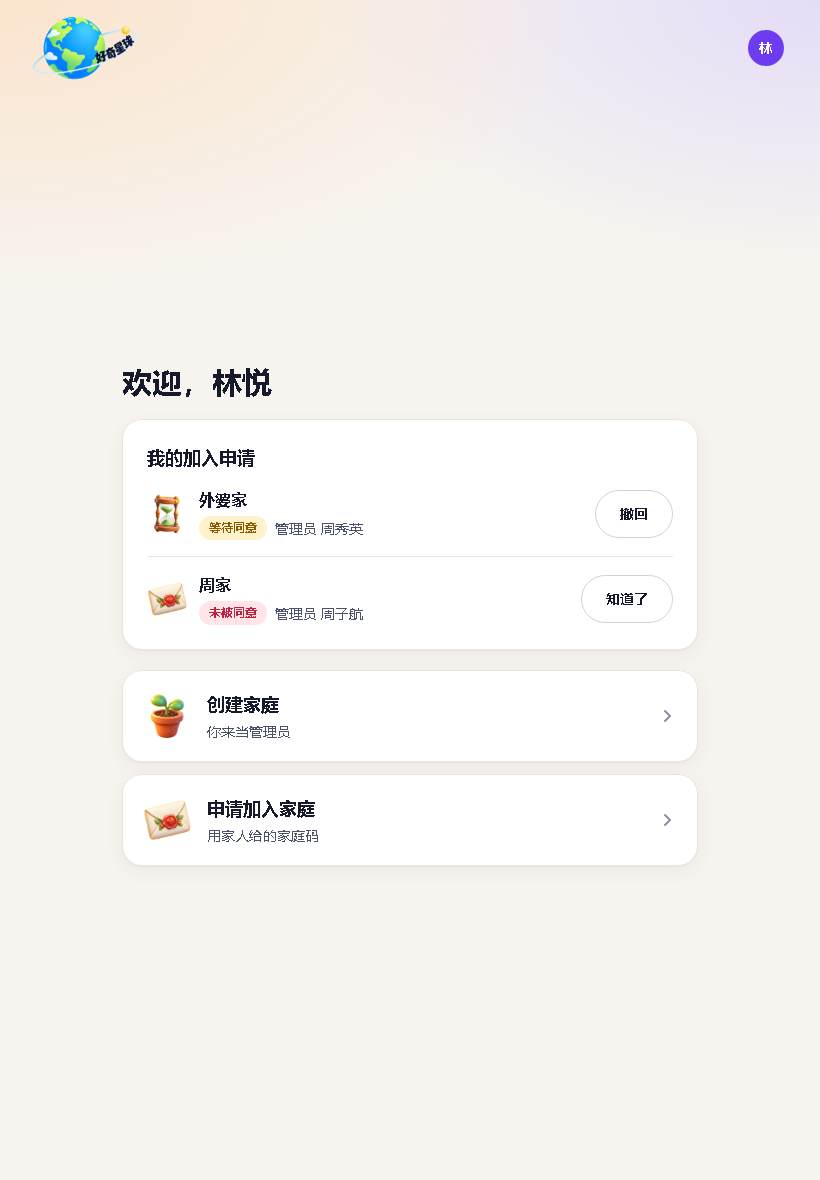 好奇星球
林
欢迎，林悦
我的加入申请
外婆家
等待同意 管理员 周秀英
撤回
周家
未被同意 管理员 周子航
知道了
创建家庭
你来当管理员
申请加入家庭
用家人给的家庭码